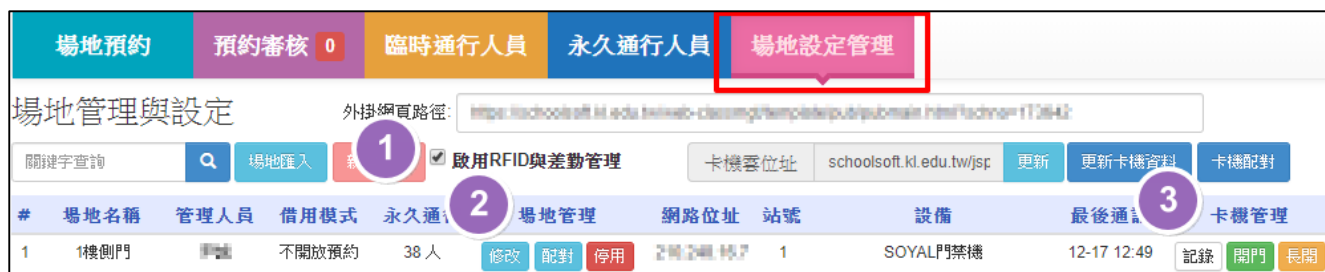 場地預約 預約審核 0 臨時通行人員 永久通行人員 場地設定管理
場地管理與設定 外掛網頁路徑:
關鍵字查詢 場地匯入 1 啟用RFID與差勤管理 卡機雲位址 schoolsoft.kl.edu.tw/jsp 更新 更新卡機資料 卡機配對
# 場地名稱 管理人員 借用模式 永久通 2 場地管理 網路位址 站號 設備 最後通 3 卡機管理
1 1樓側門 不開放預約 38 人 修改 配對 停用 1 SOYAL門禁機 12-17 12:49 記錄 開門 長開